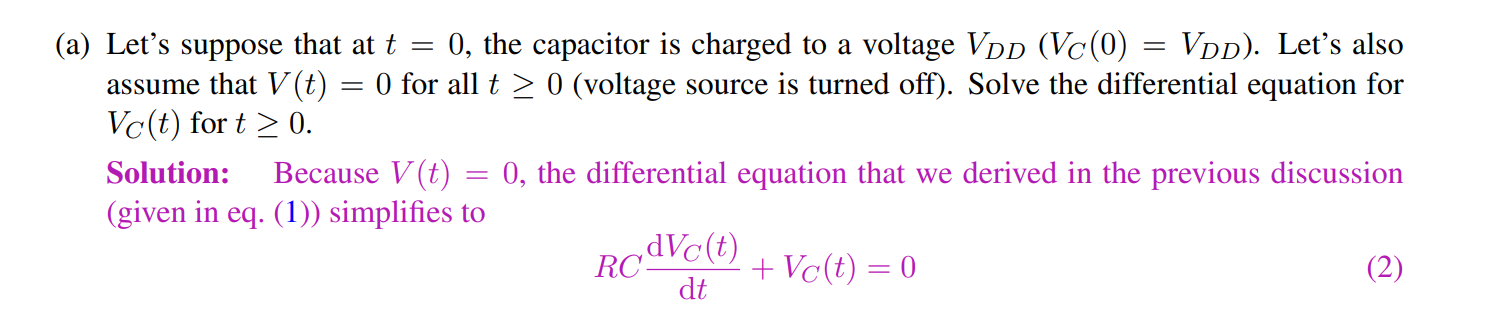 (a) Let's suppose that at t = 0, the capacitor is charged to a voltage V_DD (V_C(0) = V_DD). Let's also
assume that V(t) = 0 for all t ≥ 0 (voltage source is turned off). Solve the differential equation for
V_C(t) for t ≥ 0.
Solution: Because V(t) = 0, the differential equation that we derived in the previous discussion
(given in eq. (1)) simplifies to
RC dV_C(t)/dt + V_C(t) = 0 (2)